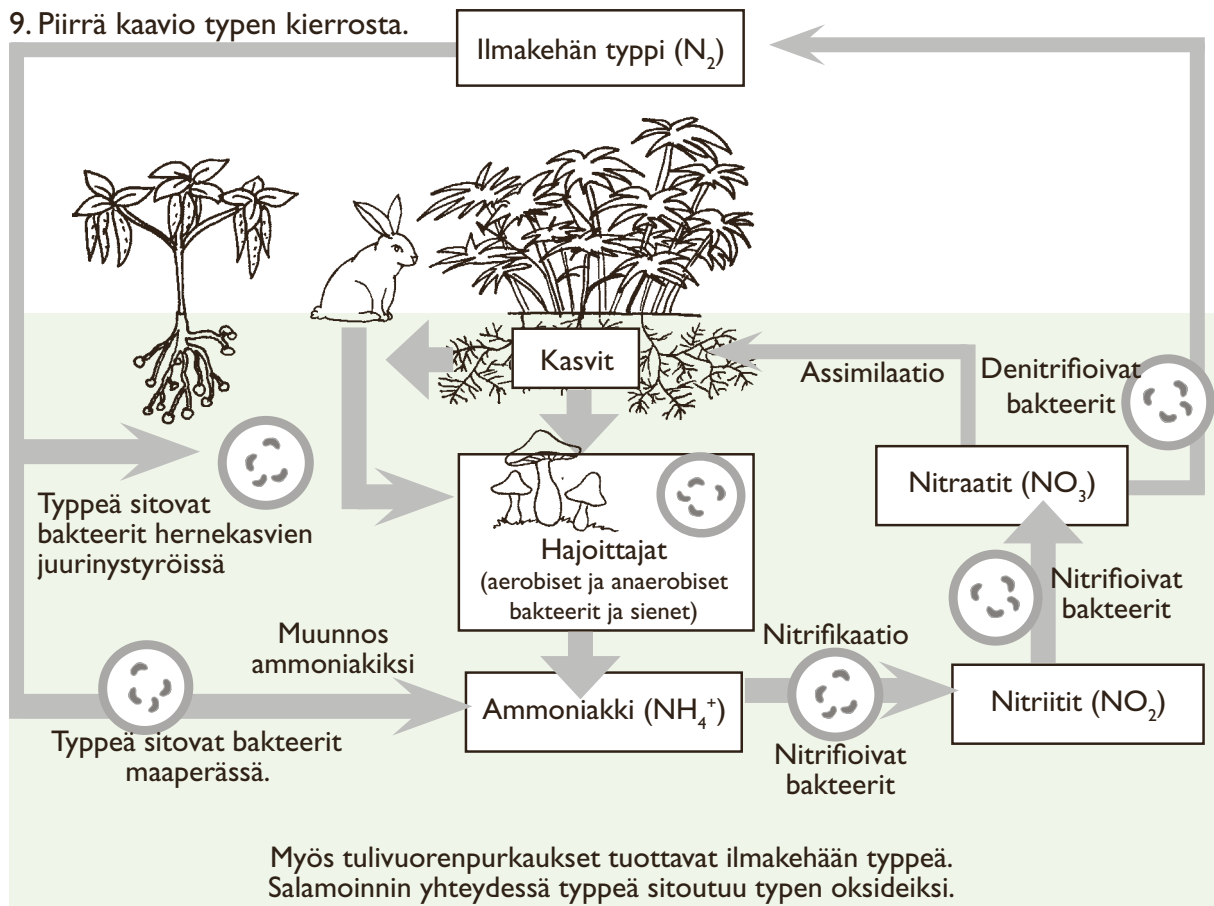 9. Piirrä kaavio typen kierrosta.
Ilmakehän typpi (N₂)
Kasvit
Assimilaatio
Denitrifioivat
bakteerit
Nitraatit (NO₃)
Typpeä sitovat
bakteerit hernekasvien
juurinystyröissä
Hajoittajat
(aerobiset ja anaerobiset
bakteerit ja sienet)
Nitrifioivat
bakteerit
Muunnos
ammoniakiksi
Nitrifikaatio
Ammoniakki (NH₄⁺)
Nitriitit (NO₂)
Typpeä sitovat bakteerit
maaperässä.
Nitrifioivat
bakteerit
Myös tulivuorenpurkaukset tuottavat ilmakehään typpeä.
Salamoinnin yhteydessä typpeä sitoutuu typen oksideiksi.